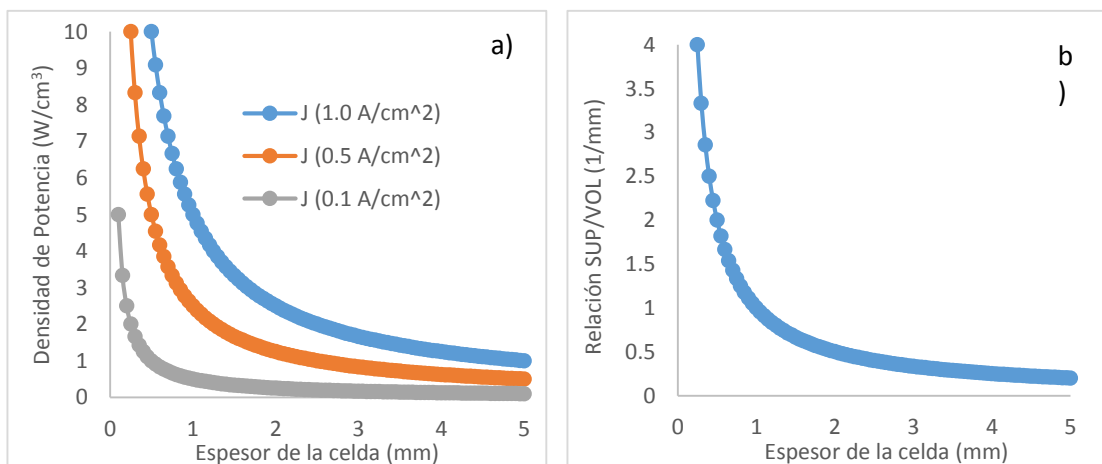 a)
Densidad de Potencia (W/cm³)
10
9
8
7
6
5
4
3
2
1
0
J (1.0 A/cm^2)
J (0.5 A/cm^2)
J (0.1 A/cm^2)
0 1 2 3 4 5
Espesor de la celda (mm)
b
)
Relación SUP/VOL (1/mm)
4
3.5
3
2.5
2
1.5
1
0.5
0
0 1 2 3 4 5
Espesor de la celda (mm)